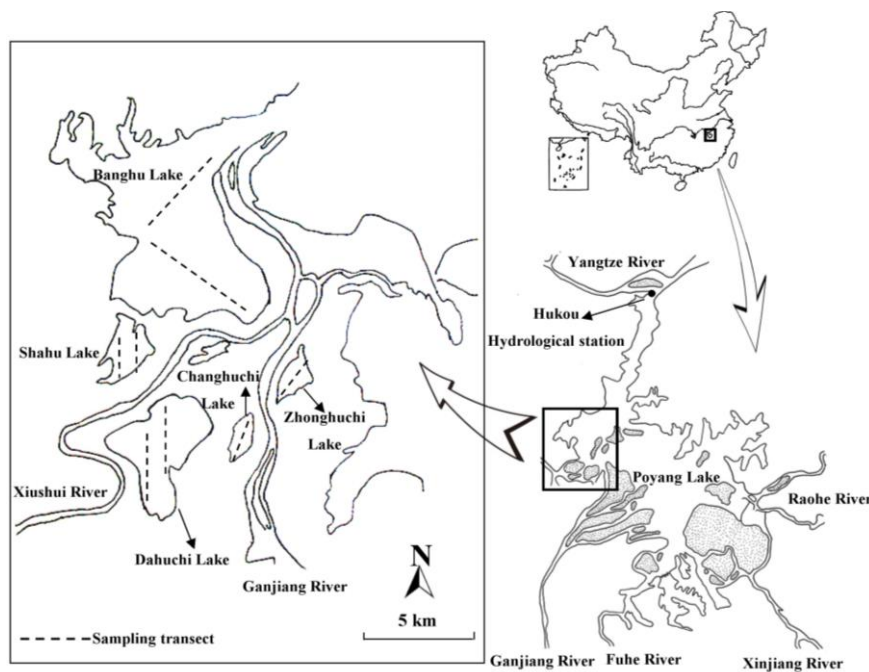 Banghu Lake
Shahu Lake
Changhuchi
Lake
Zhonghuchi
Lake
Xiushui River
Dahuchi Lake
Ganjiang River
N
5 km
Sampling transect
Yangtze River
Hukou
Hydrological station
Poyang Lake
Raohe River
Ganjiang River
Fuhe River
Xinjiang River